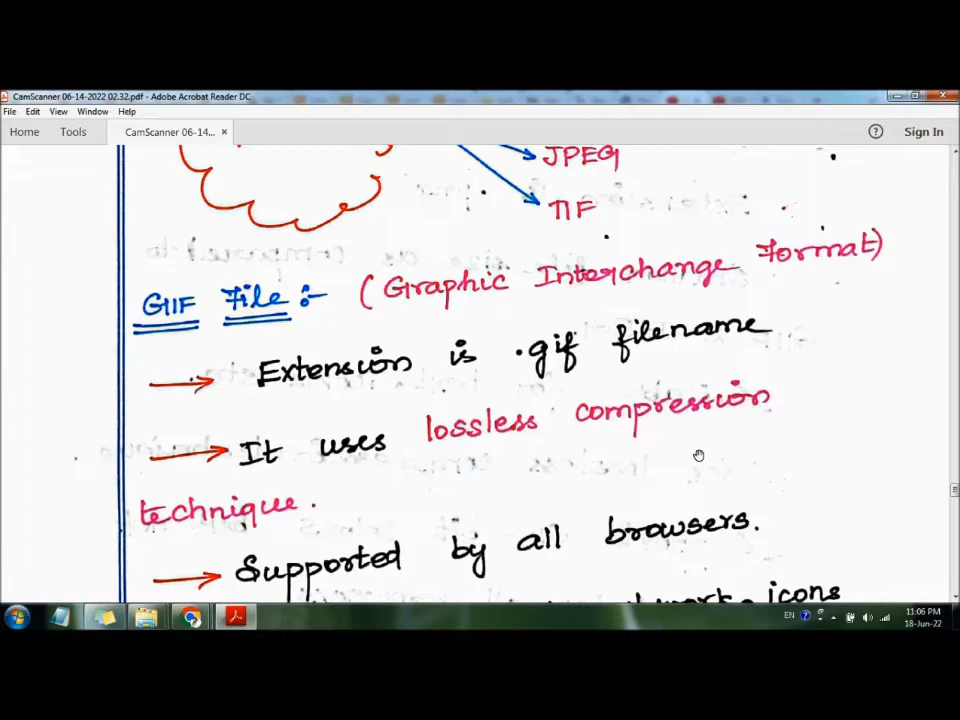 CamScanner 06-14-2022 02.32.pdf - Adobe Acrobat Reader DC
File Edit View Window Help
Home Tools CamScanner 06-14... × ? Sign In
JPEG
TIF
GIF File :- (Graphic Interchange Format)
→ Extension is .gif filename
→ It uses lossless compression
technique.
→ Supported by all browsers.
icons
EN 11:06 PM
18-Jun-22